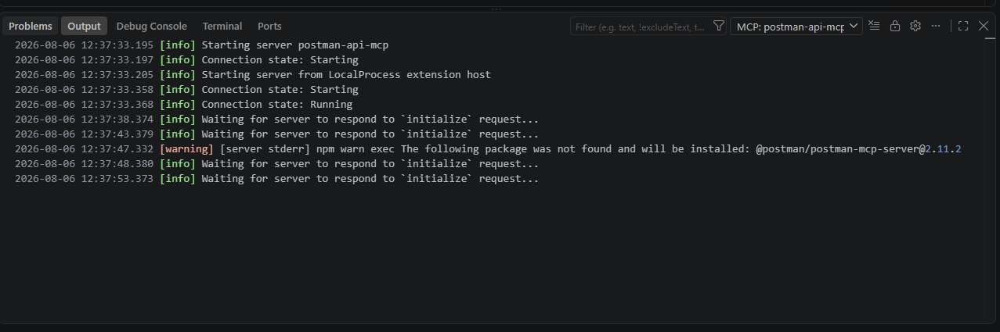 Problems Output Debug Console Terminal Ports Filter (e.g. text, !excludeText, t... MCP: postman-api-mcp
2026-08-06 12:37:33.195 [info] Starting server postman-api-mcp
2026-08-06 12:37:33.197 [info] Connection state: Starting
2026-08-06 12:37:33.205 [info] Starting server from LocalProcess extension host
2026-08-06 12:37:33.358 [info] Connection state: Starting
2026-08-06 12:37:33.368 [info] Connection state: Running
2026-08-06 12:37:38.374 [info] Waiting for server to respond to `initialize` request...
2026-08-06 12:37:43.379 [info] Waiting for server to respond to `initialize` request...
2026-08-06 12:37:47.332 [warning] [server stderr] npm warn exec The following package was not found and will be installed: @postman/postman-mcp-server@2.11.2
2026-08-06 12:37:48.380 [info] Waiting for server to respond to `initialize` request...
2026-08-06 12:37:53.373 [info] Waiting for server to respond to `initialize` request...